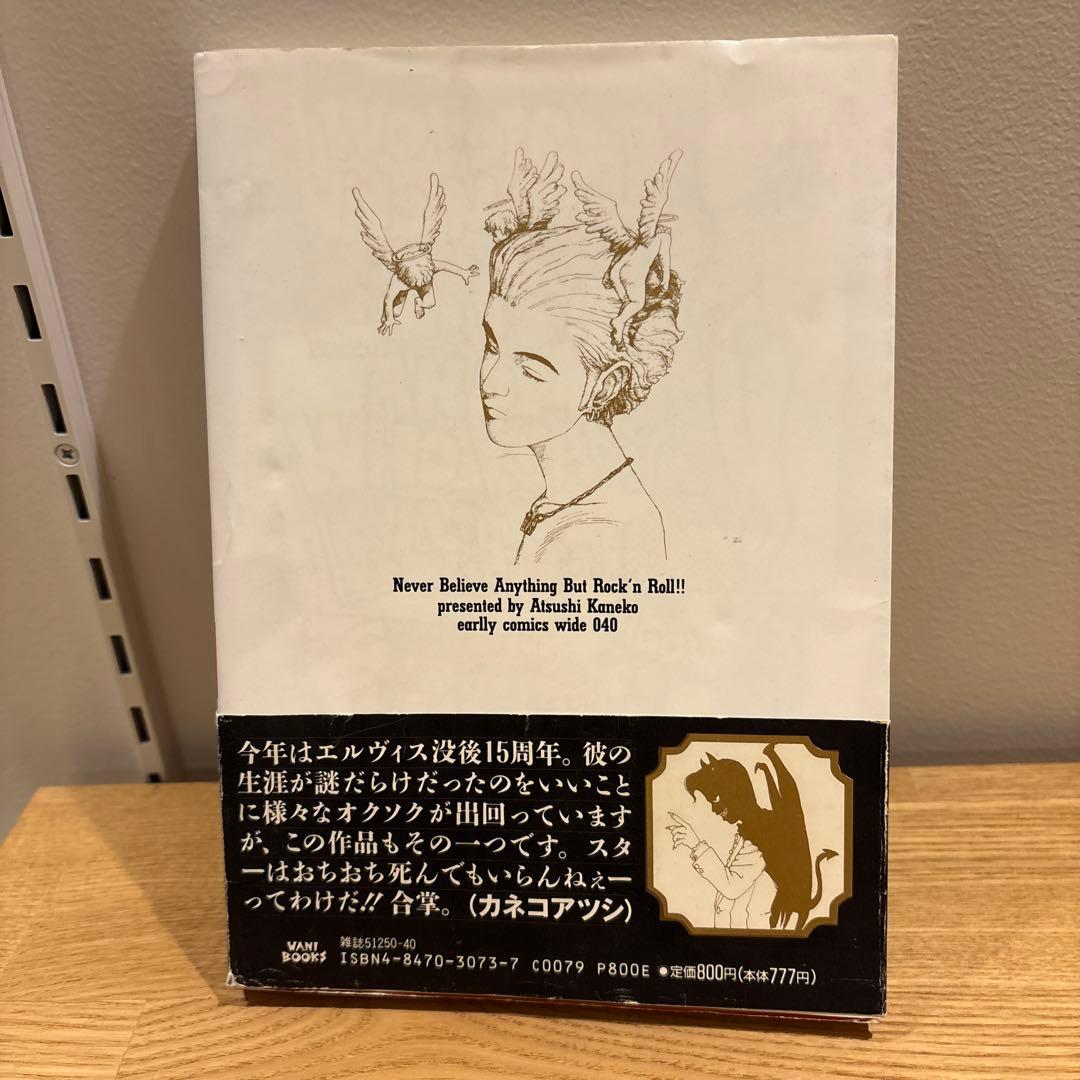 Never Believe Anything But Rock'n Roll!!
presented by Atsushi Kaneko
earlly comics wide 040
今年はエルヴィス没後15周年。彼の
生涯が謎だらけだったのをいいこと
に様々なオクソクが出回っています
が、この作品もその一つです。スタ
ーはおちおち死んでもいらんねぇー
ってわけだ!! 合掌。(カネコアツシ)
WANI
BOOKS
雑誌51250-40
ISBN4-8470-3073-7 C0079 P800E ●定価800円(本体777円)